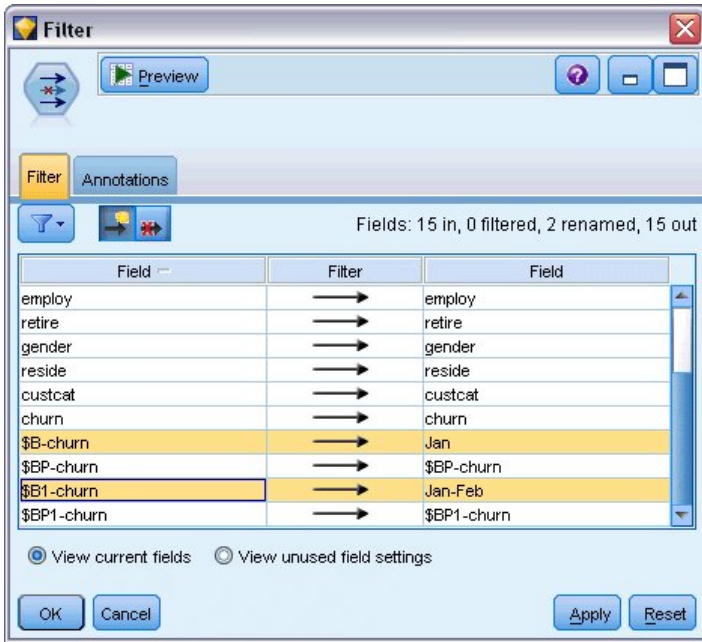 Filter
Preview
Filter
Annotations
Fields: 15 in, 0 filtered, 2 renamed, 15 out
Field Filter Field
employ employ
retire retire
gender gender
reside reside
custcat custcat
churn churn
$B-churn Jan
$BP-churn $BP-churn
$B1-churn Jan-Feb
$BP1-churn $BP1-churn
View current fields View unused field settings
OK Cancel Apply Reset